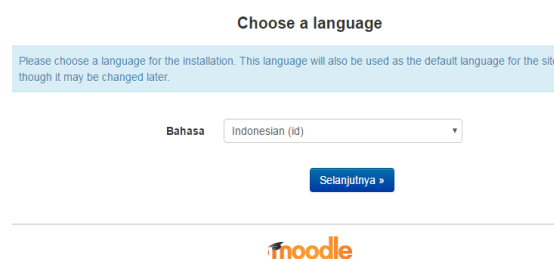 Choose a language
Please choose a language for the installation. This language will also be used as the default language for the site
though it may be changed later.
Bahasa Indonesian (id)
Selanjutnya »
moodle